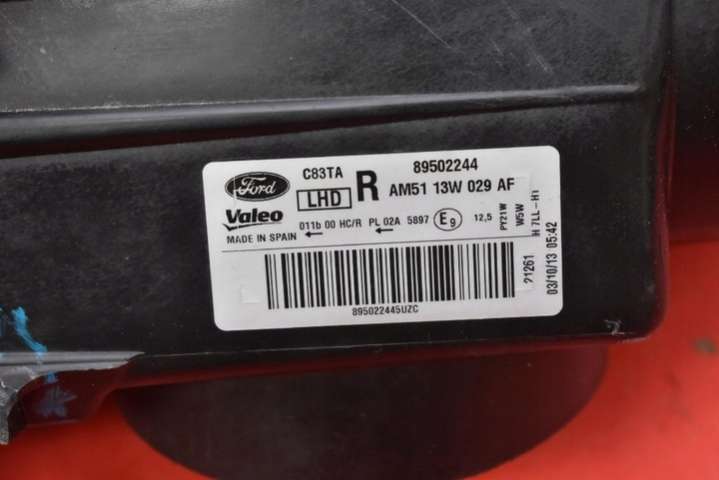 Ford C83TA 89502244
LHD R AM51 13W 029 AF
Valeo 011b 00 HC/R PL 02A 5897 E9 12,5
MADE IN SPAIN
895022445UZC
PY21W
W5W
H7LL-H1
21261
03/10/13 05:42